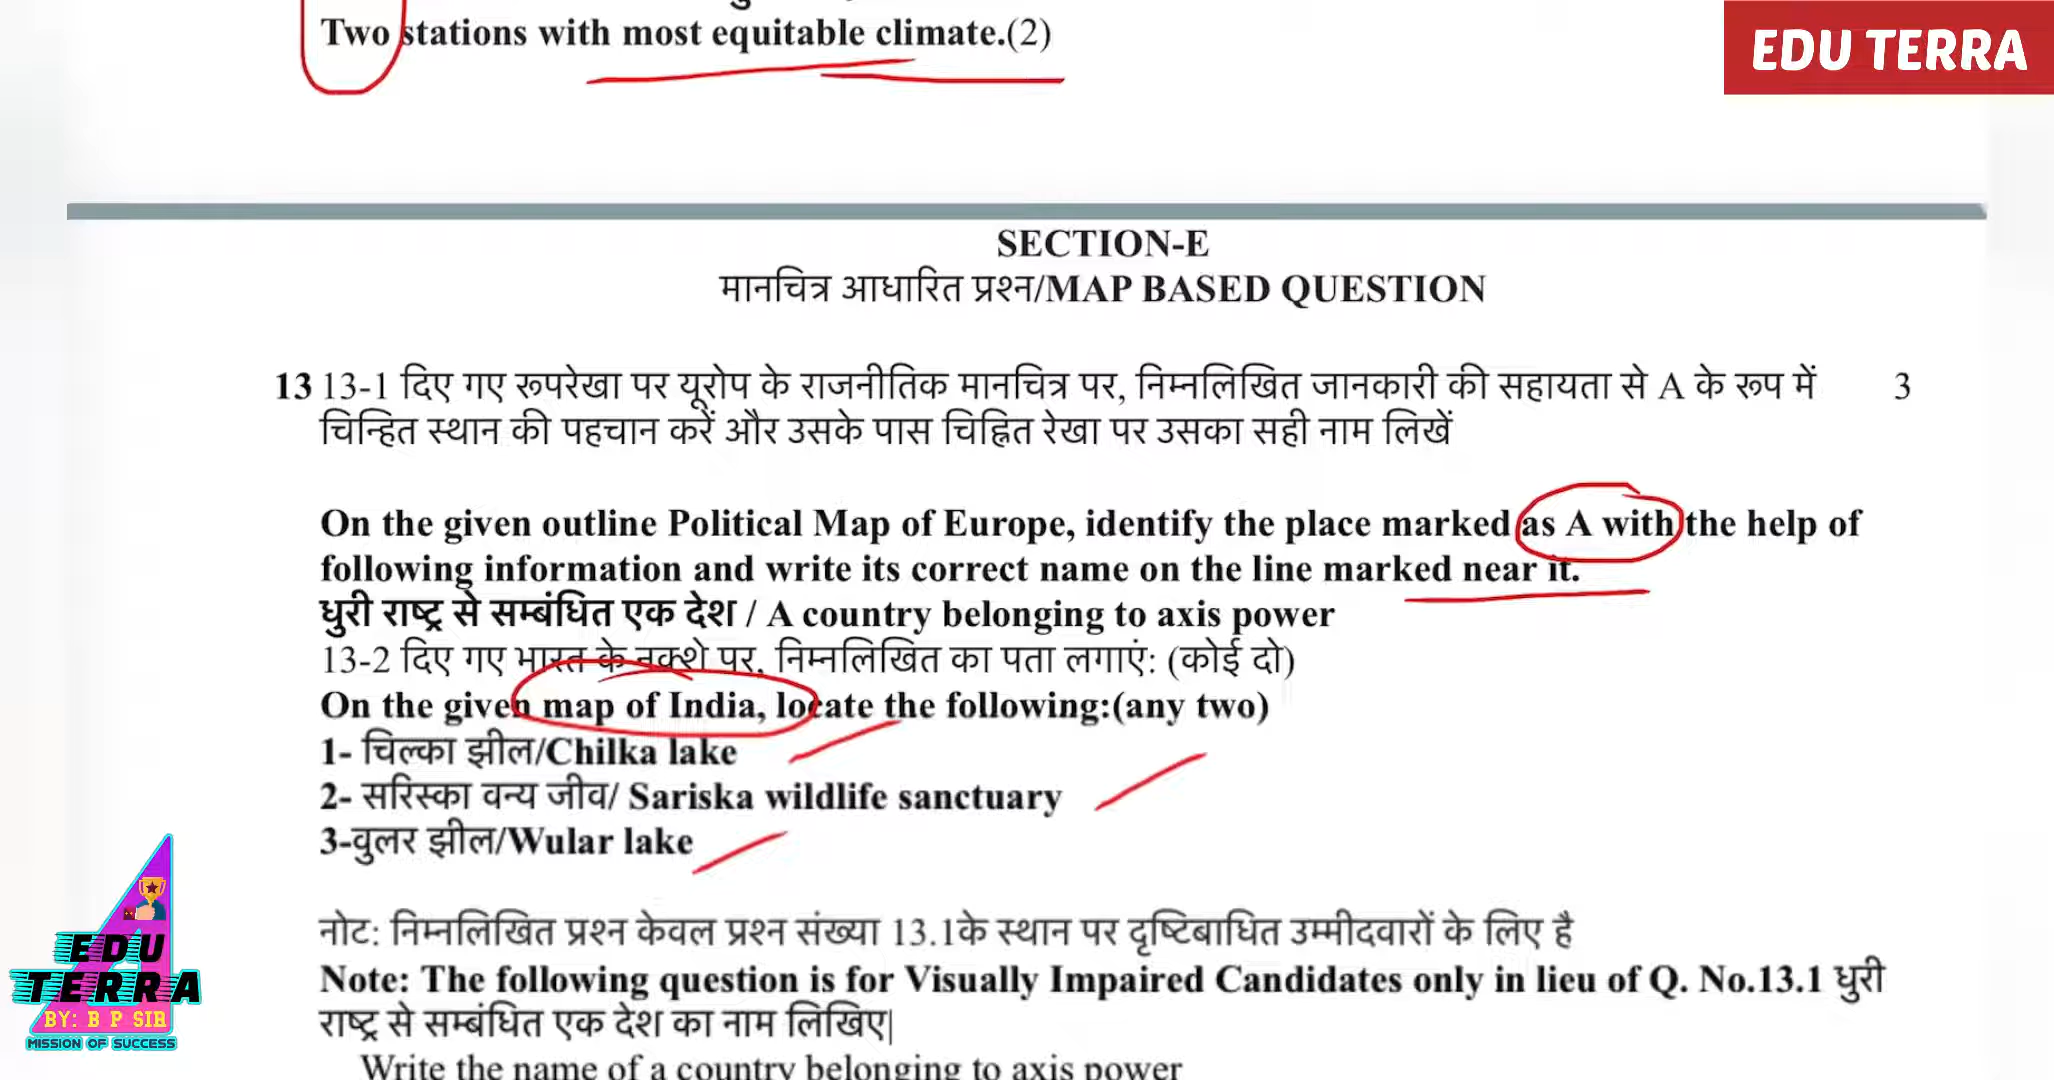 Two stations with most equitable climate.(2)
EDU TERRA
SECTION-E
मानचित्र आधारित प्रश्न/MAP BASED QUESTION
13 13-1 दिए गए रूपरेखा पर यूरोप के राजनीतिक मानचित्र पर, निम्नलिखित जानकारी की सहायता से A के रूप में 3
चिन्हित स्थान की पहचान करें और उसके पास चिह्नित रेखा पर उसका सही नाम लिखें
On the given outline Political Map of Europe, identify the place marked as A with the help of
following information and write its correct name on the line marked near it.
धुरी राष्ट्र से सम्बंधित एक देश / A country belonging to axis power
13-2 दिए गए भारत के नक्शे पर, निम्नलिखित का पता लगाएं: (कोई दो)
On the given map of India, locate the following:(any two)
1- चिल्का झील/Chilka lake
2- सरिस्का वन्य जीव/ Sariska wildlife sanctuary
3-वुलर झील/Wular lake
नोट: निम्नलिखित प्रश्न केवल प्रश्न संख्या 13.1के स्थान पर दृष्टिबाधित उम्मीदवारों के लिए है
Note: The following question is for Visually Impaired Candidates only in lieu of Q. No.13.1 धुरी
राष्ट्र से सम्बंधित एक देश का नाम लिखिए|
Write the name of a country belonging to axis power
EDU
TERRA
BY: B P SIR
MISSION OF SUCCESS